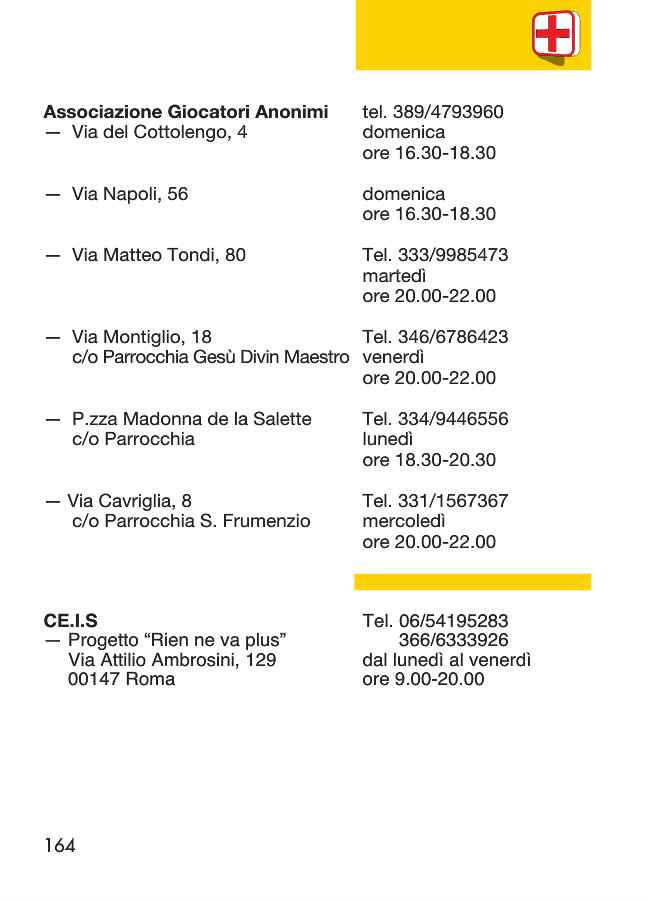 Associazione Giocatori Anonimi tel. 389/4793960
— Via del Cottolengo, 4 domenica
ore 16.30-18.30
— Via Napoli, 56 domenica
ore 16.30-18.30
— Via Matteo Tondi, 80 Tel. 333/9985473
martedì
ore 20.00-22.00
— Via Montiglio, 18 Tel. 346/6786423
c/o Parrocchia Gesù Divin Maestro venerdì
ore 20.00-22.00
— P.zza Madonna de la Salette Tel. 334/9446556
c/o Parrocchia lunedì
ore 18.30-20.30
— Via Cavriglia, 8 Tel. 331/1567367
c/o Parrocchia S. Frumenzio mercoledì
ore 20.00-22.00
CE.I.S Tel. 06/54195283
— Progetto “Rien ne va plus” 366/6333926
Via Attilio Ambrosini, 129 dal lunedì al venerdì
00147 Roma ore 9.00-20.00
164